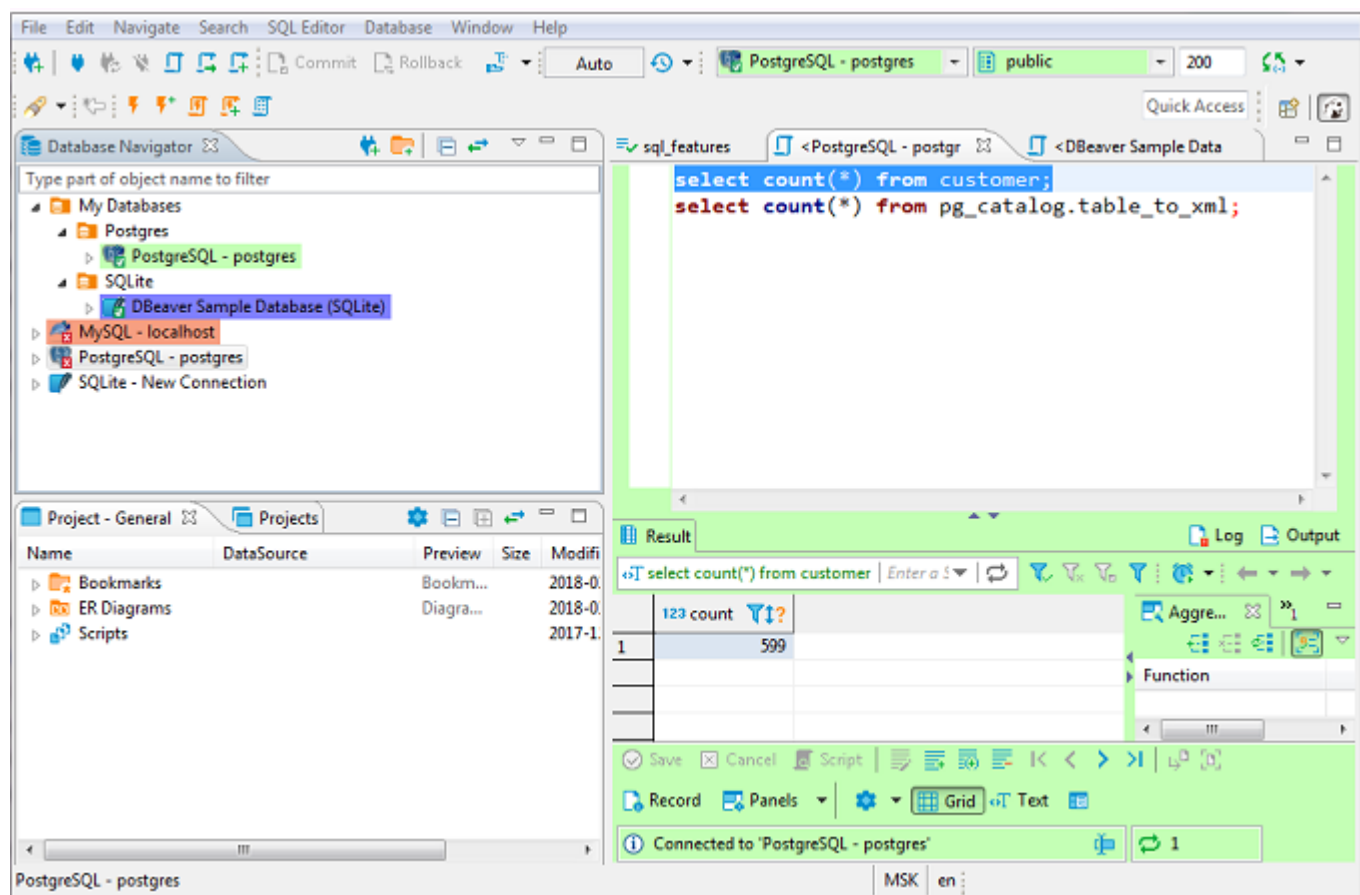 File Edit Navigate Search SQL Editor Database Window Help
Commit Rollback Auto PostgreSQL - postgres public 200
Quick Access
Database Navigator
Type part of object name to filter
My Databases
Postgres
PostgreSQL - postgres
SQLite
DBeaver Sample Database (SQLite)
MySQL - localhost
PostgreSQL - postgres
SQLite - New Connection
Project - General Projects
Name DataSource Preview Size Modifi
Bookmarks Bookm... 2018-0
ER Diagrams Diagra... 2018-0
Scripts 2017-1
sql_features <PostgreSQL - postgr <DBeaver Sample Data
select count(*) from customer;
select count(*) from pg_catalog.table_to_xml;
Result Log Output
select count(*) from customer Enter a
123 count Aggre... »1
1 599
Function
Save Cancel Script
Record Panels Grid Text
Connected to 'PostgreSQL - postgres' 1
PostgreSQL - postgres MSK en